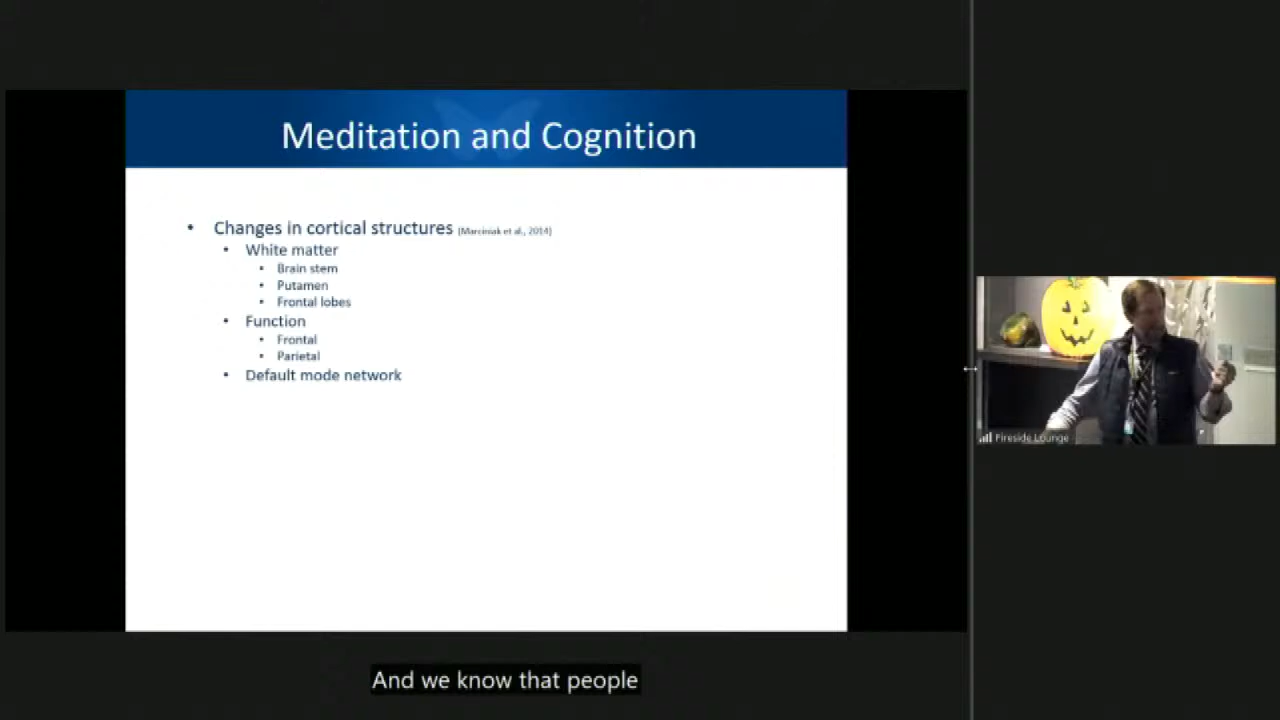 Meditation and Cognition
• Changes in cortical structures (Marciniak et al., 2014)
• White matter
• Brain stem
• Putamen
• Frontal lobes
• Function
• Frontal
• Parietal
• Default mode network
Fireside Lounge
And we know that people